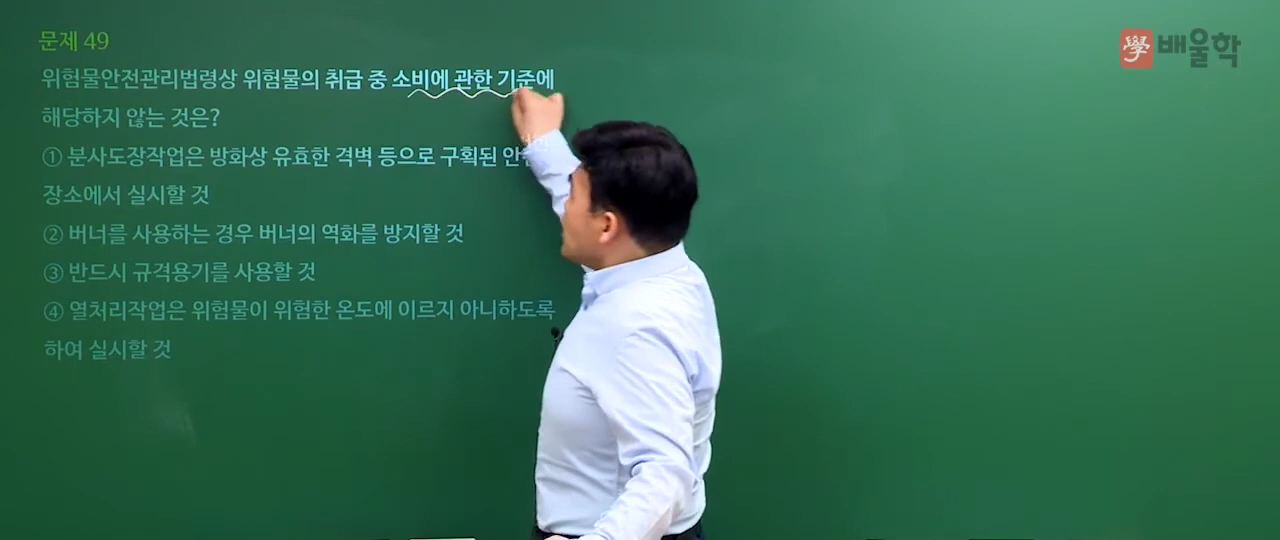 문제 49
學 배울학
위험물안전관리법령상 위험물의 취급 중 소비에 관한 기준에
해당하지 않는 것은?
① 분사도장작업은 방화상 유효한 격벽 등으로 구획된
장소에서 실시할 것
② 버너를 사용하는 경우 버너의 역화를 방지할 것
③ 반드시 규격용기를 사용할 것
④ 열처리작업은 위험물이 위험한 온도에 이르지 아니하도록
하여 실시할 것